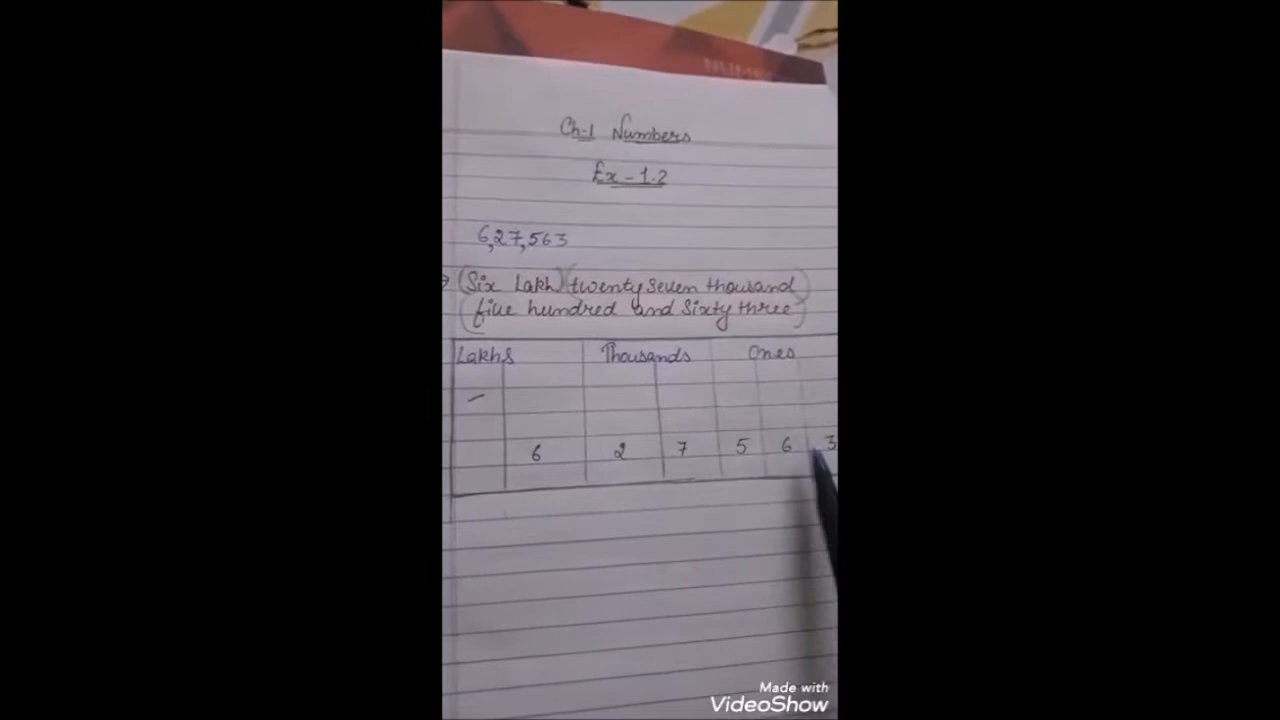 Ch-1 Numbers
Ex - 1.2
6,27,563
(Six Lakh) (twenty seven thousand)
(five hundred and Sixty three)
Lakhs Thousands Ones
6 2 7 5 6 3
Made with
VideoShow